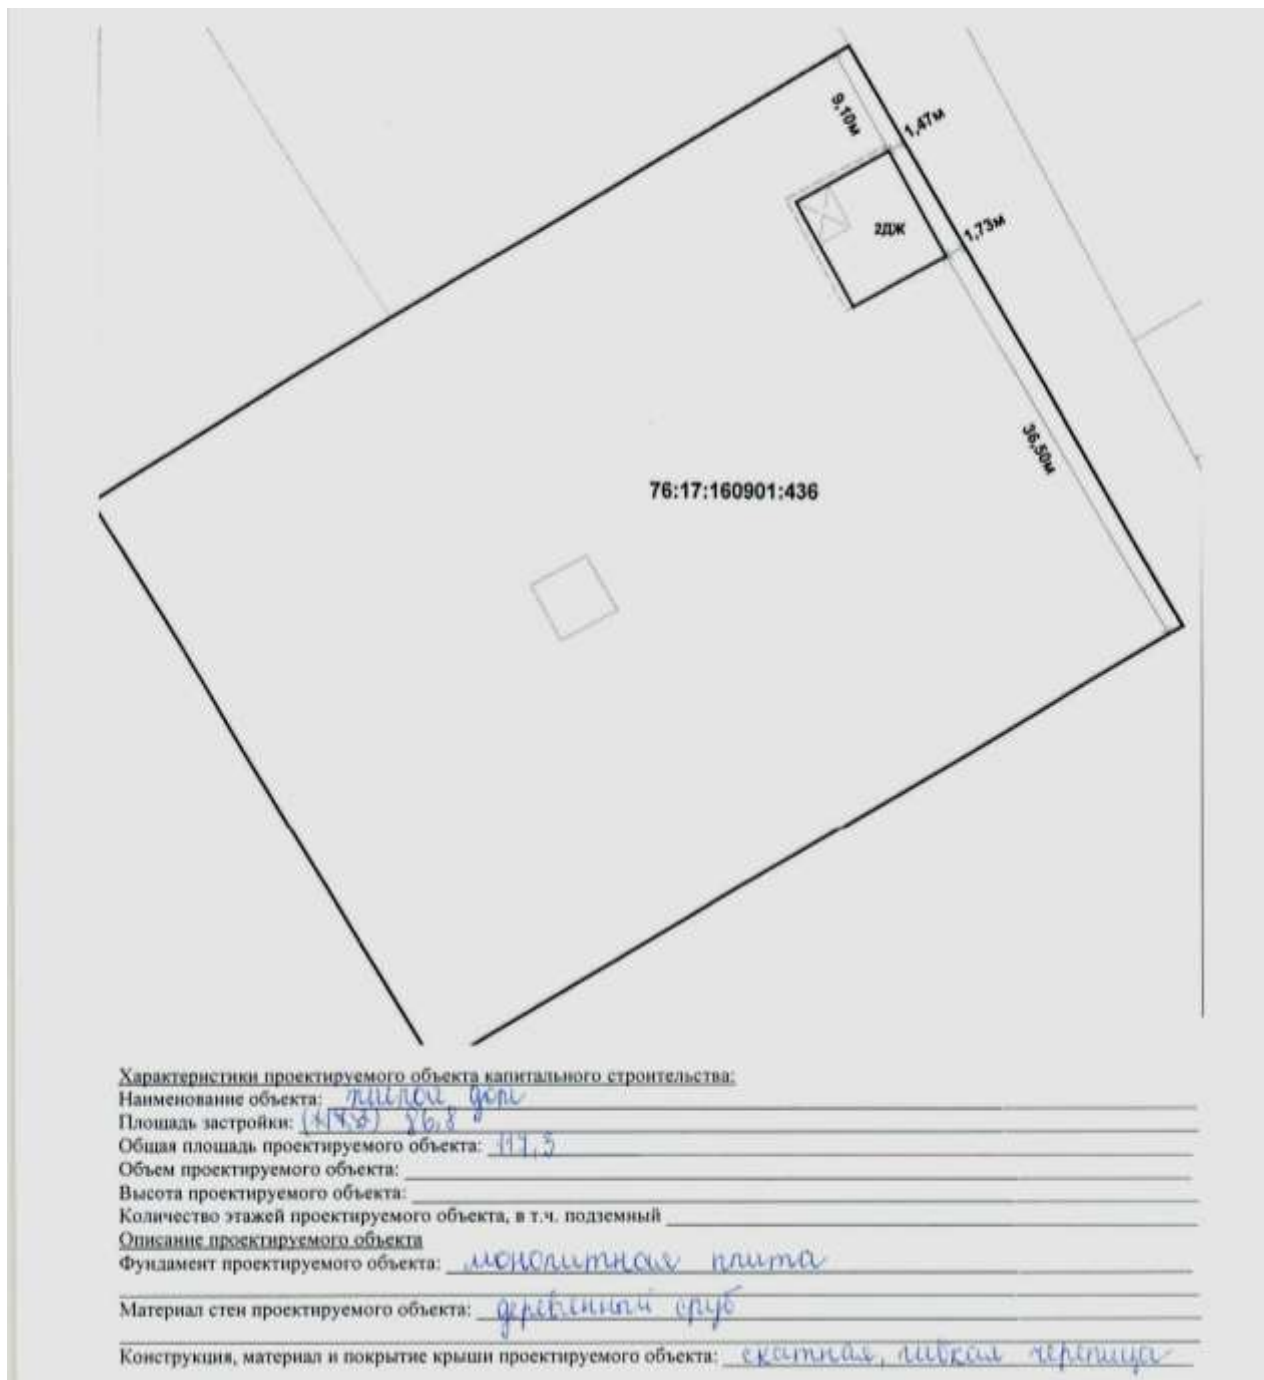 9,10м
1,47м
2ДЖ
1,73м
36,50м
76:17:160901:436
Характеристики проектируемого объекта капитального строительства:
Наименование объекта: жилой дом
Площадь застройки: 86,8
Общая площадь проектируемого объекта: 117,3
Объем проектируемого объекта:
Высота проектируемого объекта:
Количество этажей проектируемого объекта, в т.ч. подземный
Описание проектируемого объекта
Фундамент проектируемого объекта: монолитная плита
Материал стен проектируемого объекта: деревенный сруб
Конструкция, материал и покрытие крыши проектируемого объекта: скатная, гибкая черепица